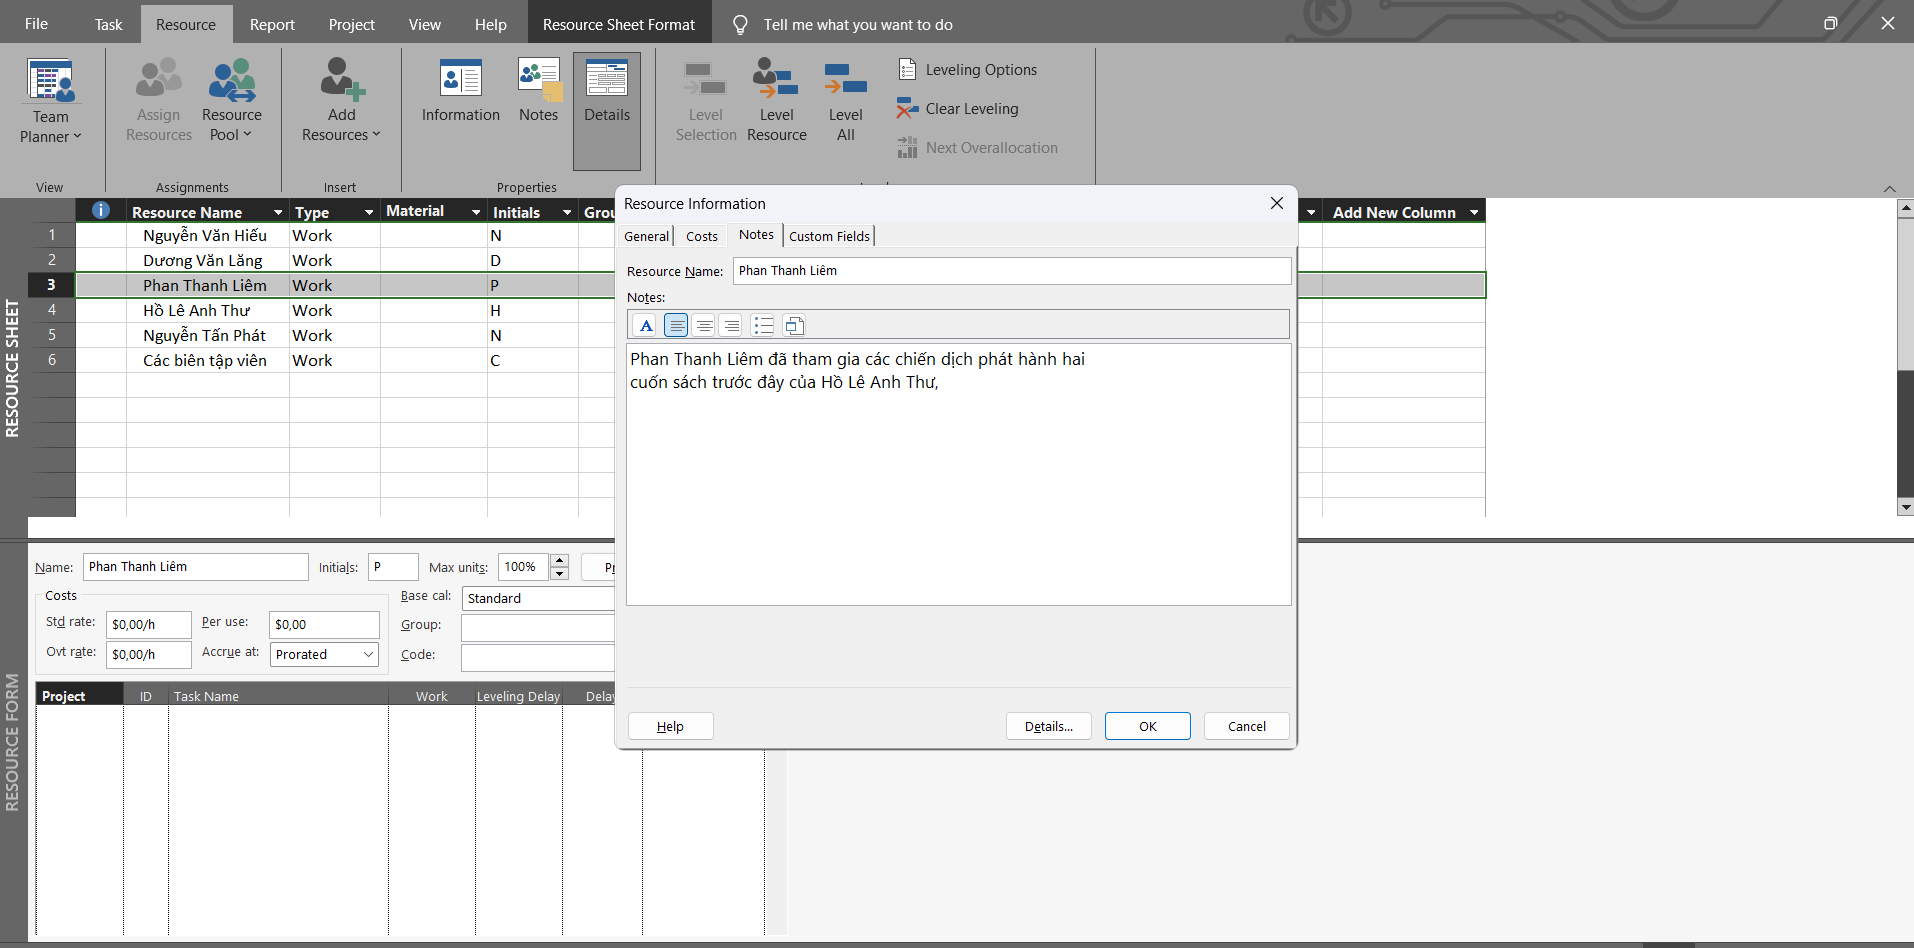 File Task Resource Report Project View Help Resource Sheet Format Tell me what you want to do
Team Planner
Assign Resources
Resource Pool
Add Resources
Information
Notes
Details
Level Selection
Level Resource
Level All
Leveling Options
Clear Leveling
Next Overallocation
View Assignments Insert Properties
RESOURCE SHEET
Resource Name Type Material Initials Add New Column
1 Nguyễn Văn Hiếu Work N
2 Dương Văn Lăng Work D
3 Phan Thanh Liêm Work P
4 Hồ Lê Anh Thư Work H
5 Nguyễn Tấn Phát Work N
6 Các biên tập viên Work C
Resource Information
General Costs Notes Custom Fields
Resource Name: Phan Thanh Liêm
Notes:
A
Phan Thanh Liêm đã tham gia các chiến dịch phát hành hai
cuốn sách trước đây của Hồ Lê Anh Thư,
Help Details... OK Cancel
RESOURCE FORM
Name: Phan Thanh Liêm Initials: P Max units: 100%
Costs
Std rate: $0,00/h Per use: $0,00
Ovt rate: $0,00/h Accrue at: Prorated
Base cal: Standard
Group:
Code:
Project ID Task Name Work Leveling Delay